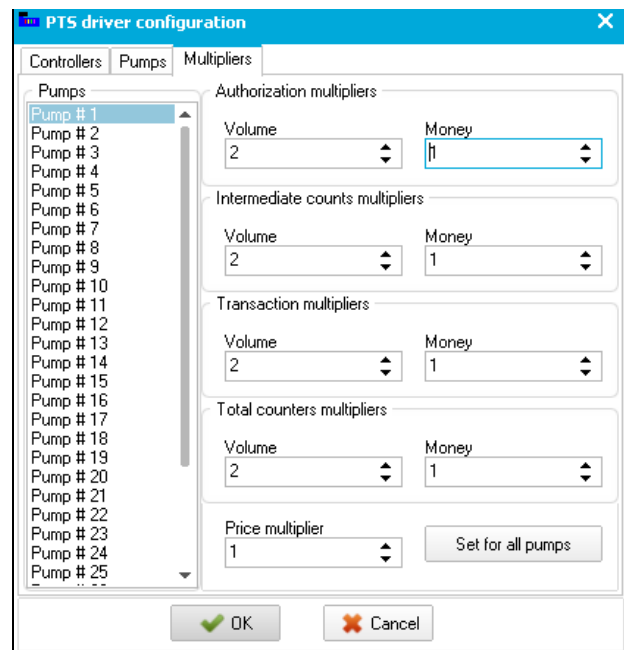 PTS driver configuration
Controllers Pumps Multipliers
Pumps
Pump # 1
Pump # 2
Pump # 3
Pump # 4
Pump # 5
Pump # 6
Pump # 7
Pump # 8
Pump # 9
Pump # 10
Pump # 11
Pump # 12
Pump # 13
Pump # 14
Pump # 15
Pump # 16
Pump # 17
Pump # 18
Pump # 19
Pump # 20
Pump # 21
Pump # 22
Pump # 23
Pump # 24
Pump # 25
Authorization multipliers
Volume Money
2 1
Intermediate counts multipliers
Volume Money
2 1
Transaction multipliers
Volume Money
2 1
Total counters multipliers
Volume Money
2 1
Price multiplier
1 Set for all pumps
OK Cancel